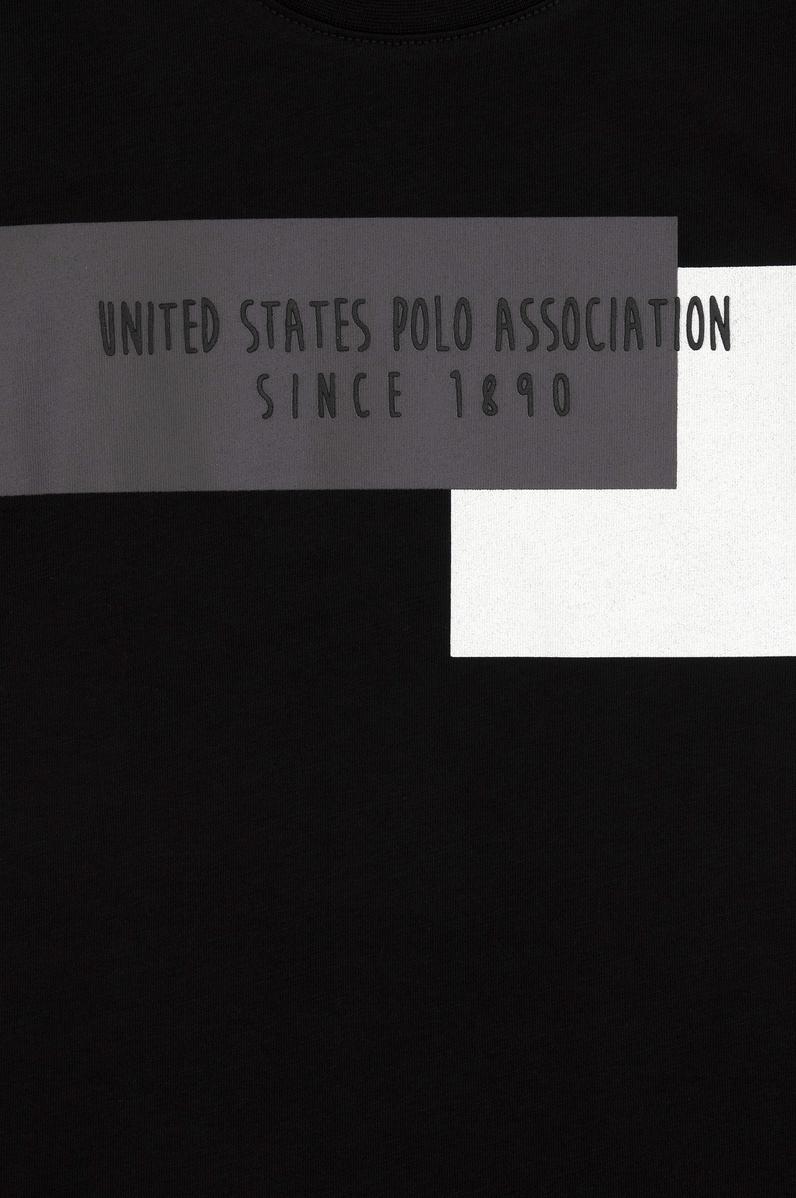 UNITED STATES POLO ASSOCIATION
SINCE 1890